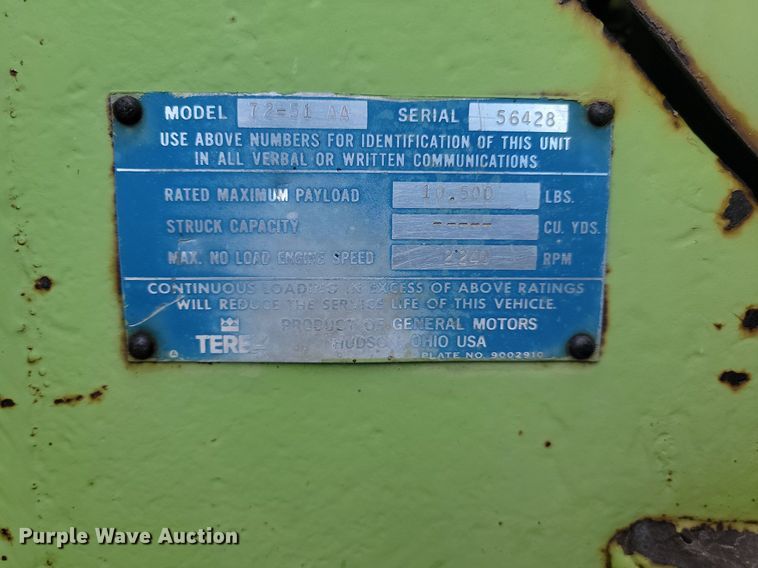 MODEL 72-51 AA SERIAL 56428
USE ABOVE NUMBERS FOR IDENTIFICATION OF THIS UNIT
IN ALL VERBAL OR WRITTEN COMMUNICATIONS
RATED MAXIMUM PAYLOAD 10,500 LBS.
STRUCK CAPACITY ----- CU. YDS.
MAX. NO LOAD ENGINE SPEED 2240 RPM
CONTINUOUS LOADING IN EXCESS OF ABOVE RATINGS
WILL REDUCE THE SERVICE LIFE OF THIS VEHICLE.
PRODUCT OF GENERAL MOTORS
TEREX HUDSON OHIO USA
PLATE NO. 9002910
Purple Wave Auction